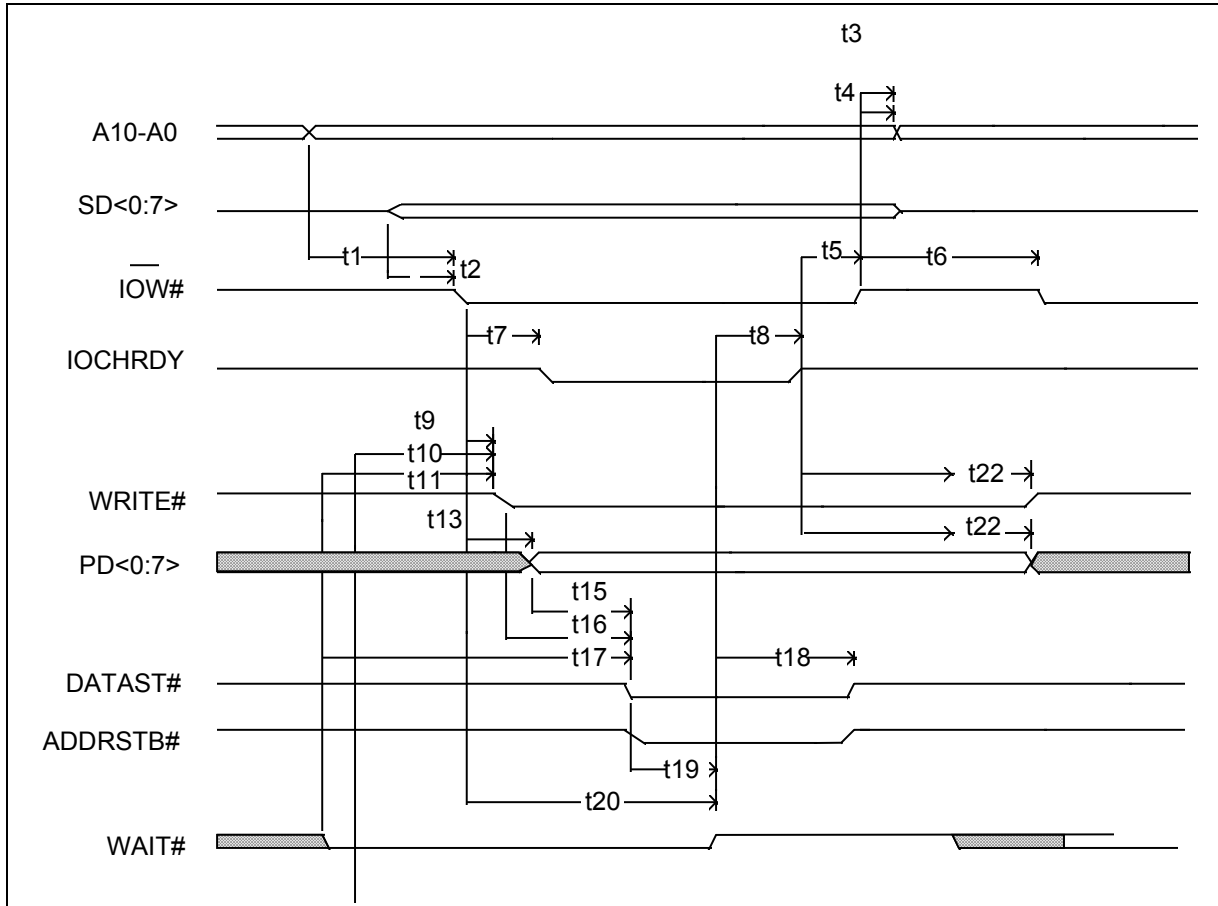 t3
t4
A10-A0
SD<0:7>
t1
t2
t5
t6
IOW#
t7
t8
IOCHRDY
t9
t10
t11
t22
WRITE#
t13
t22
PD<0:7>
t15
t16
t17
t18
DATAST#
ADDRSTB#
t19
t20
WAIT#